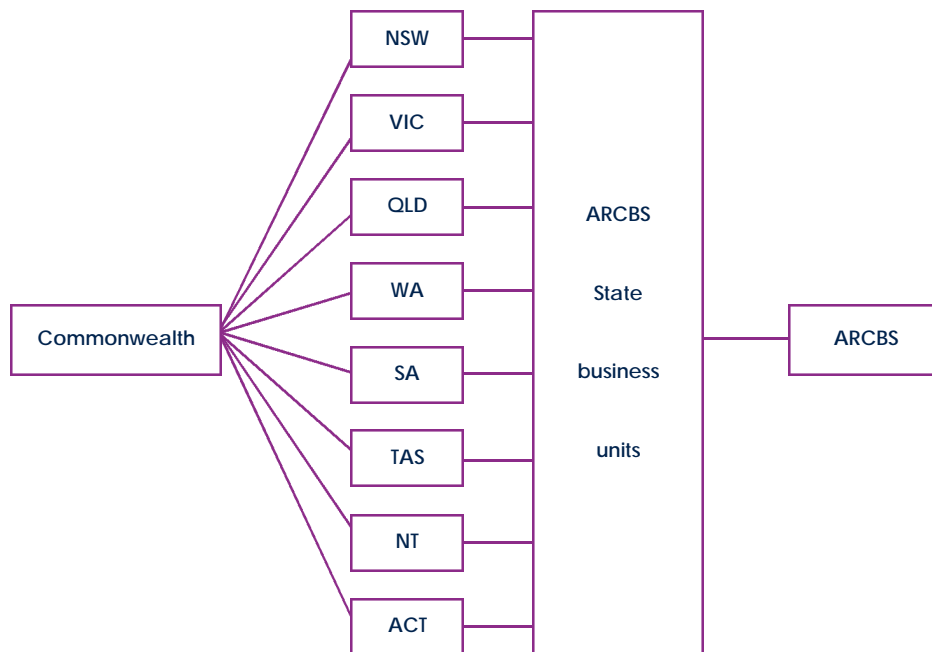 Commonwealth
NSW
VIC
QLD
WA
SA
TAS
NT
ACT
ARCBS
State
business
units
ARCBS